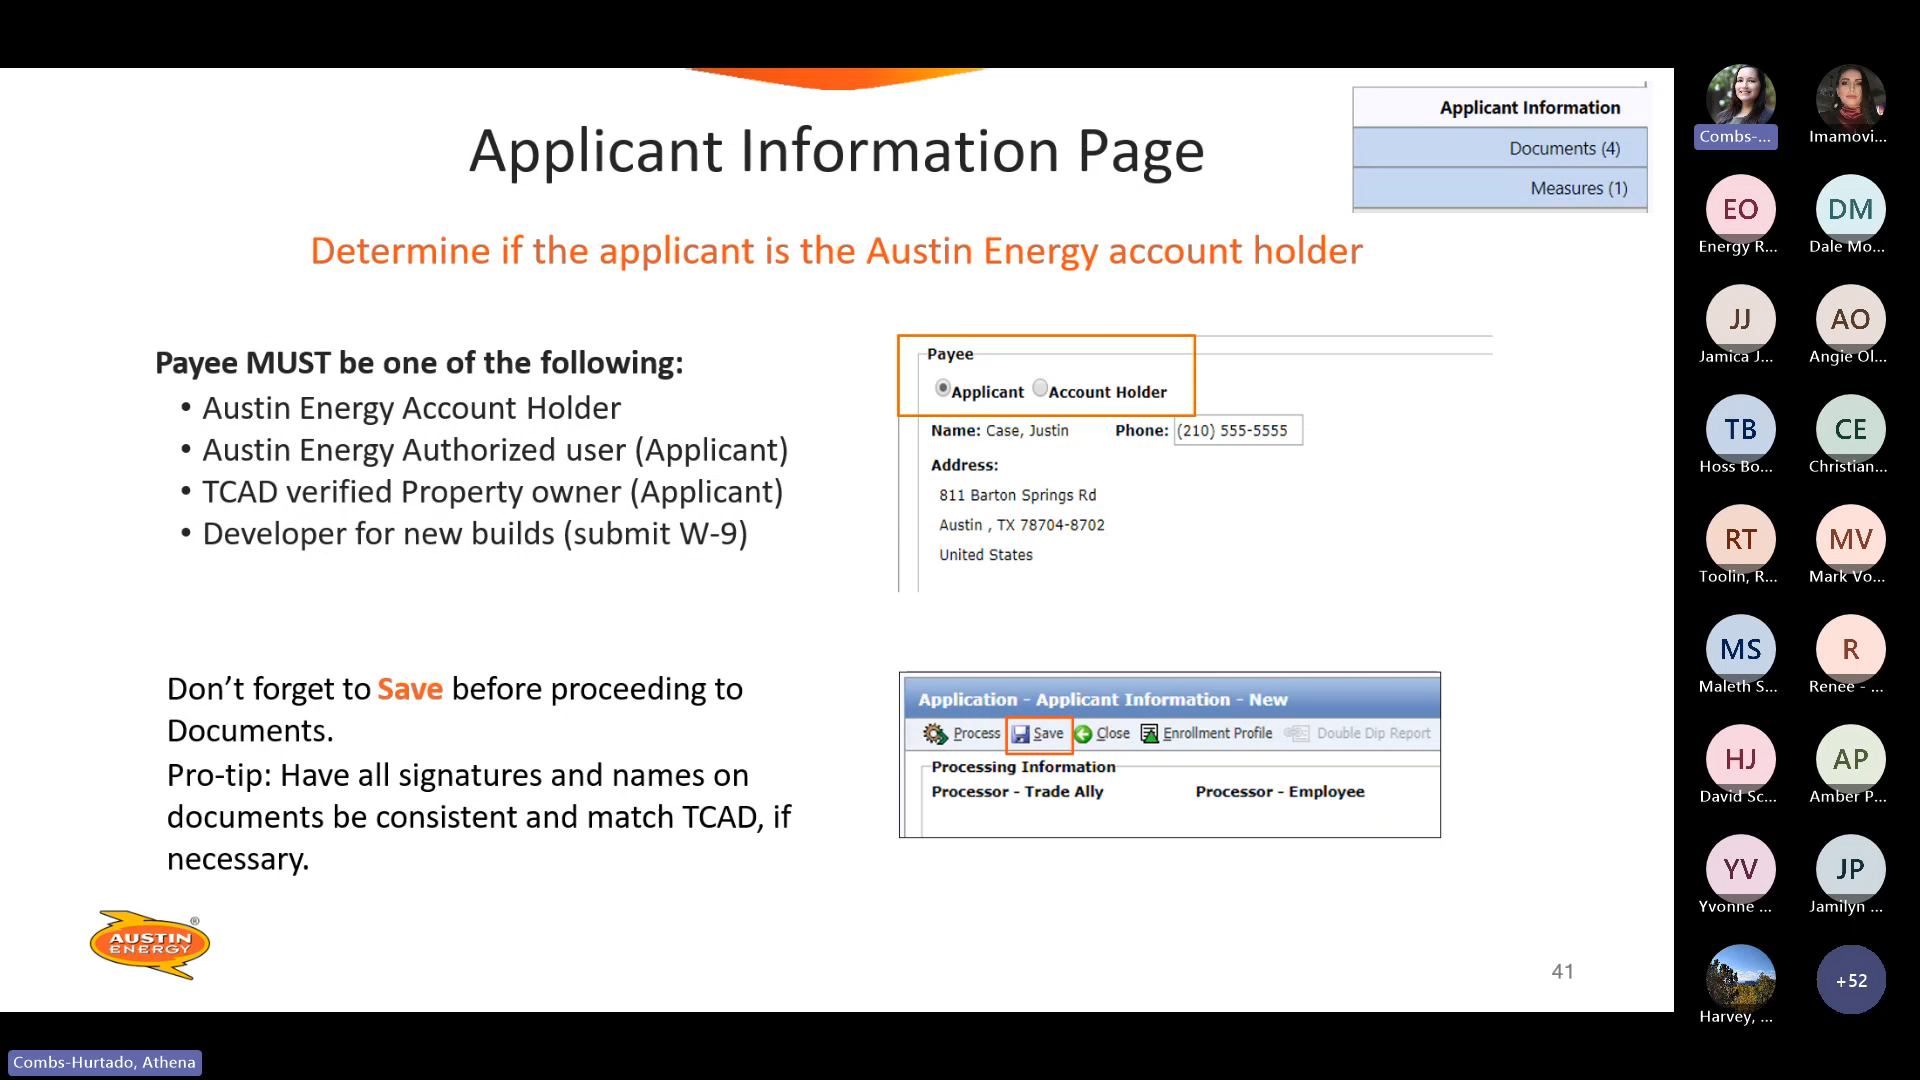 Applicant Information Page
Applicant Information
Documents (4)
Measures (1)
Determine if the applicant is the Austin Energy account holder
Payee MUST be one of the following:
• Austin Energy Account Holder
• Austin Energy Authorized user (Applicant)
• TCAD verified Property owner (Applicant)
• Developer for new builds (submit W-9)
Payee
Applicant Account Holder
Name: Case, Justin Phone: (210) 555-5555
Address:
811 Barton Springs Rd
Austin , TX 78704-8702
United States
Don’t forget to Save before proceeding to
Documents.
Pro-tip: Have all signatures and names on
documents be consistent and match TCAD, if
necessary.
Application - Applicant Information - New
Process Save Close Enrollment Profile Double Dip Report
Processing Information
Processor - Trade Ally Processor - Employee
AUSTIN
ENERGY
®
41
Combs-... Imamovi...
EO DM
Energy R... Dale Mo...
JJ AO
Jamica J... Angie Ol...
TB CE
Hoss Bo... Christian...
RT MV
Toolin, R... Mark Vo...
MS R
Maleth S... Renee - ...
HJ AP
David Sc... Amber P...
YV JP
Yvonne ... Jamilyn ...
+52
Harvey, ...
Combs-Hurtado, Athena